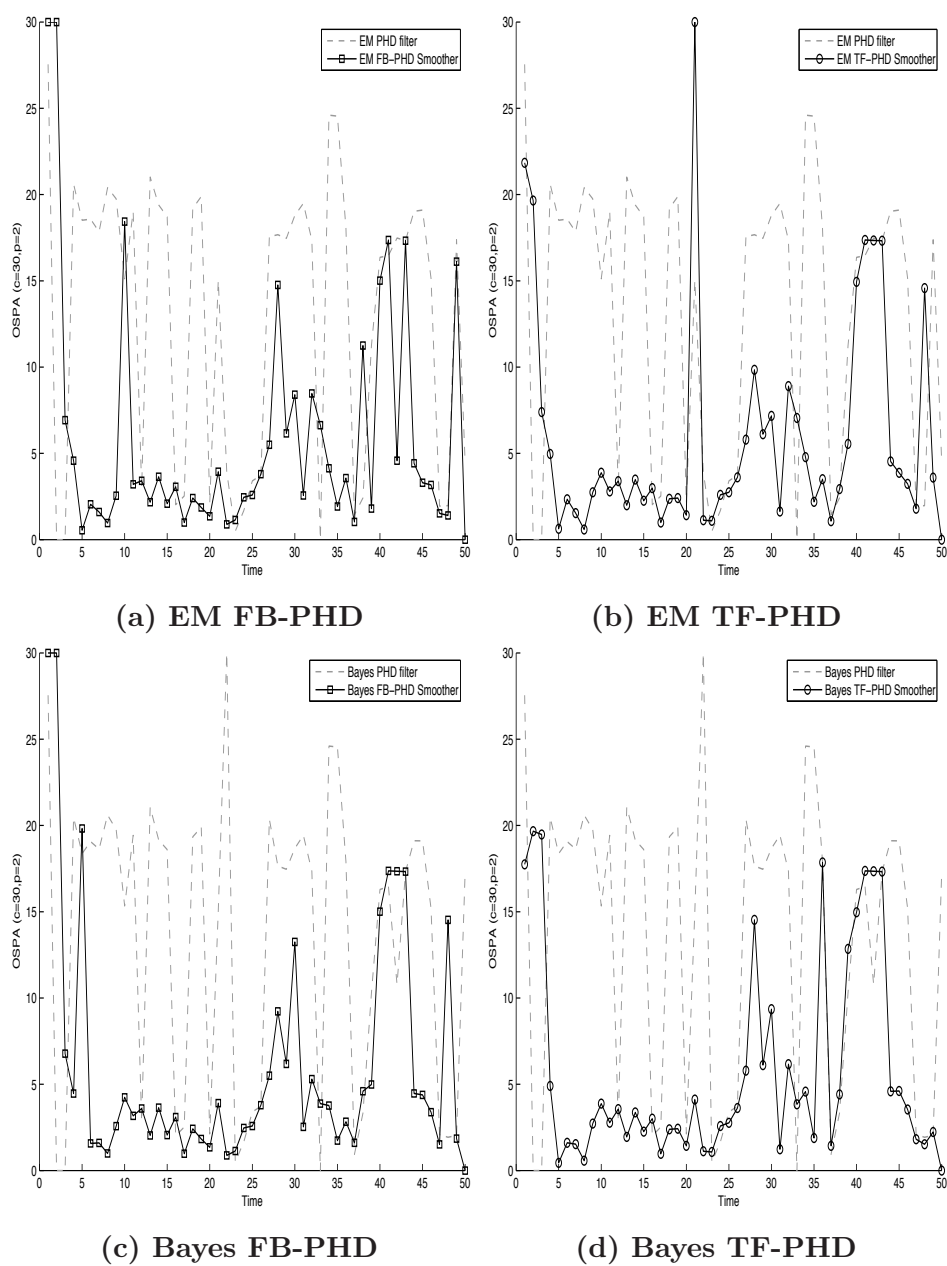 30
25
20
15
10
5
0
OSPA (c=30,p=2)
0 5 10 15 20 25 30 35 40 45 50
Time
EM PHD filter
EM FB-PHD Smoother
(a) EM FB-PHD
30
25
20
15
10
5
0
OSPA (c=30,p=2)
0 5 10 15 20 25 30 35 40 45 50
Time
EM PHD filter
EM TF-PHD Smoother
(b) EM TF-PHD
30
25
20
15
10
5
0
OSPA (c=30,p=2)
0 5 10 15 20 25 30 35 40 45 50
Time
Bayes PHD filter
Bayes FB-PHD Smoother
(c) Bayes FB-PHD
30
25
20
15
10
5
0
OSPA (c=30,p=2)
0 5 10 15 20 25 30 35 40 45 50
Time
Bayes PHD filter
Bayes TF-PHD Smoother
(d) Bayes TF-PHD